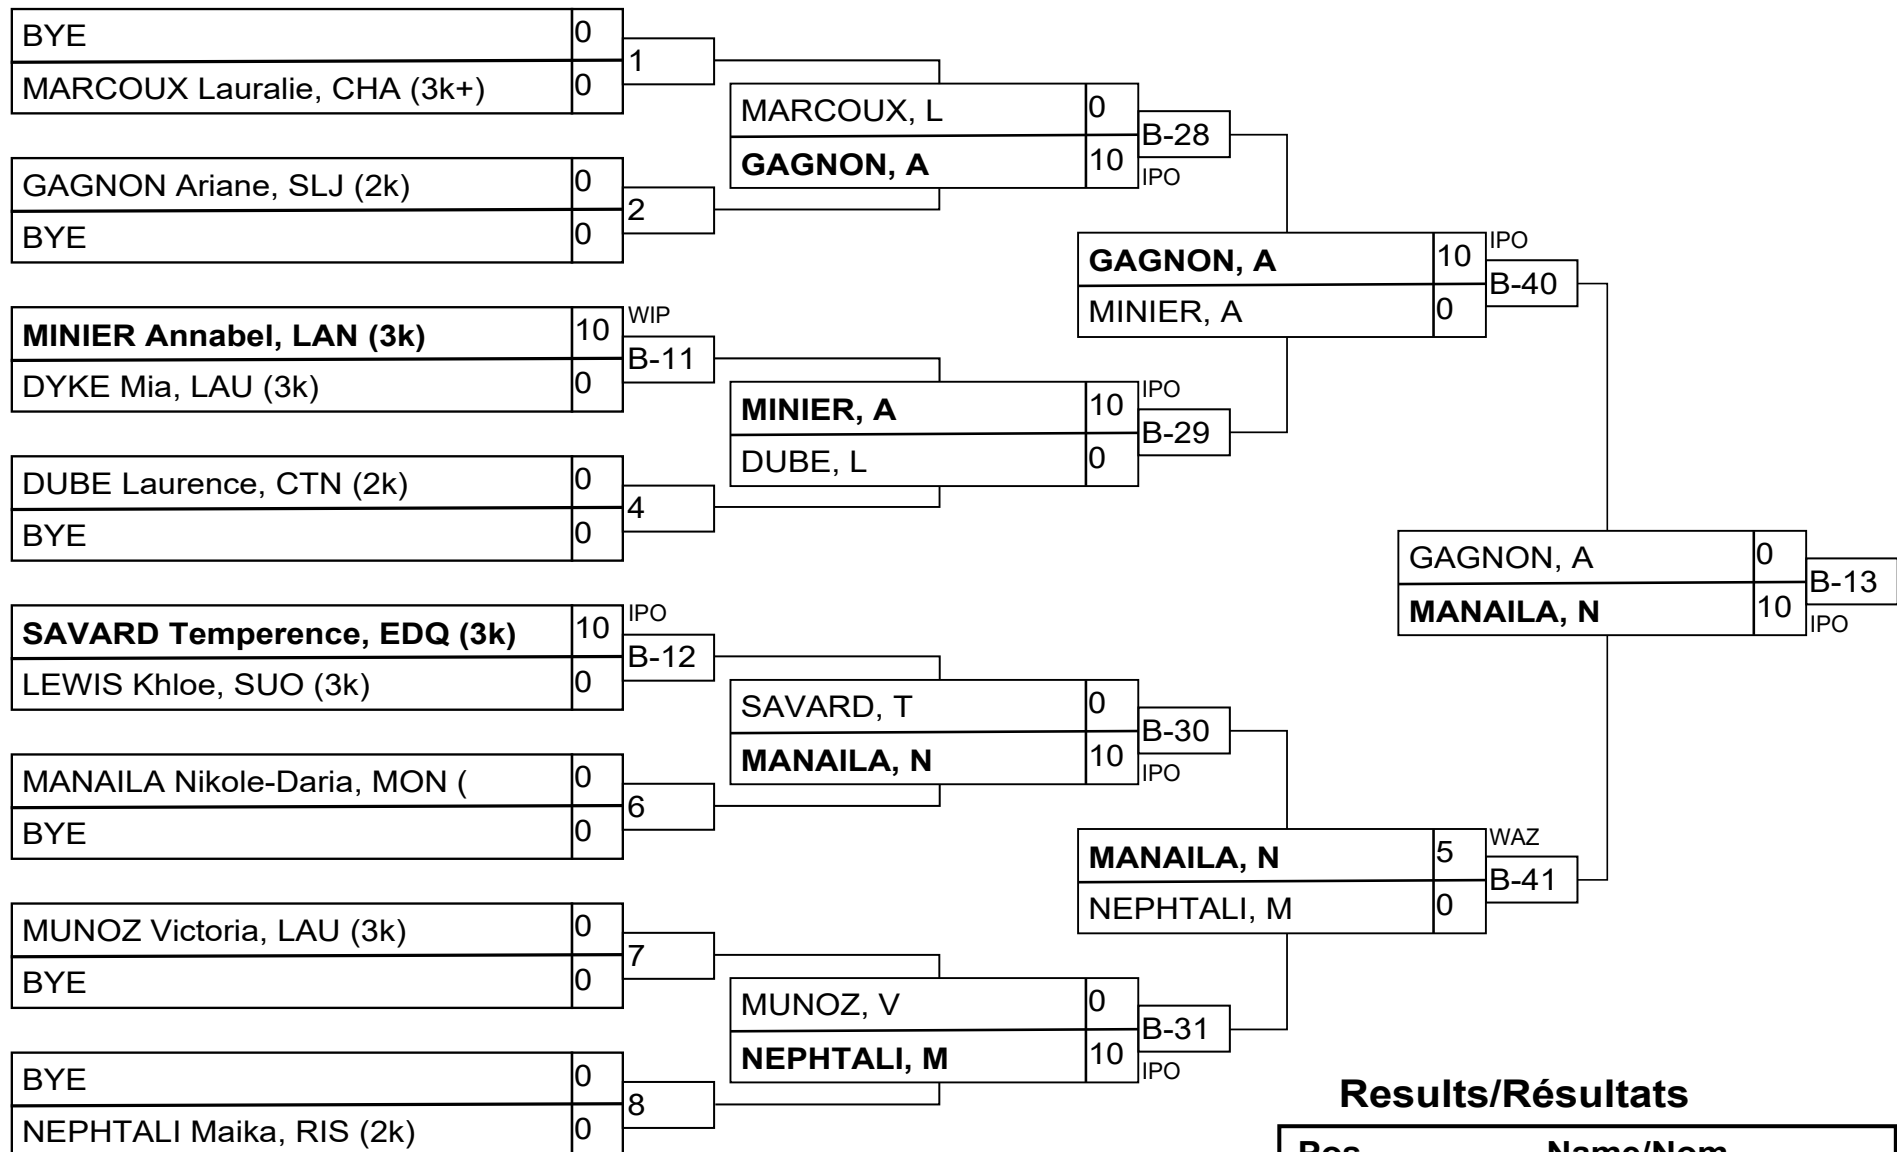 BYE 0
1
MARCOUX Lauralie, CHA (3k+) 0
GAGNON Ariane, SLJ (2k) 0
2
BYE 0
MINIER Annabel, LAN (3k) 10 WIP
B-11
DYKE Mia, LAU (3k) 0
DUBE Laurence, CTN (2k) 0
4
BYE 0
SAVARD Temperence, EDQ (3k) 10 IPO
B-12
LEWIS Khloe, SUO (3k) 0
MANAILA Nikole-Daria, MON ( 0
6
BYE 0
MUNOZ Victoria, LAU (3k) 0
7
BYE 0
BYE 0
8
NEPHTALI Maika, RIS (2k) 0
MARCOUX, L 0
B-28
GAGNON, A 10 IPO
MINIER, A 10 IPO
B-29
DUBE, L 0
SAVARD, T 0
B-30
MANAILA, N 10 IPO
MUNOZ, V 0
B-31
NEPHTALI, M 10 IPO
GAGNON, A 10 IPO
B-40
MINIER, A 0
MANAILA, N 5 WAZ
B-41
NEPHTALI, M 0
GAGNON, A 0
B-13
MANAILA, N 10 IPO
Results/Résultats
Pos Name/Nom